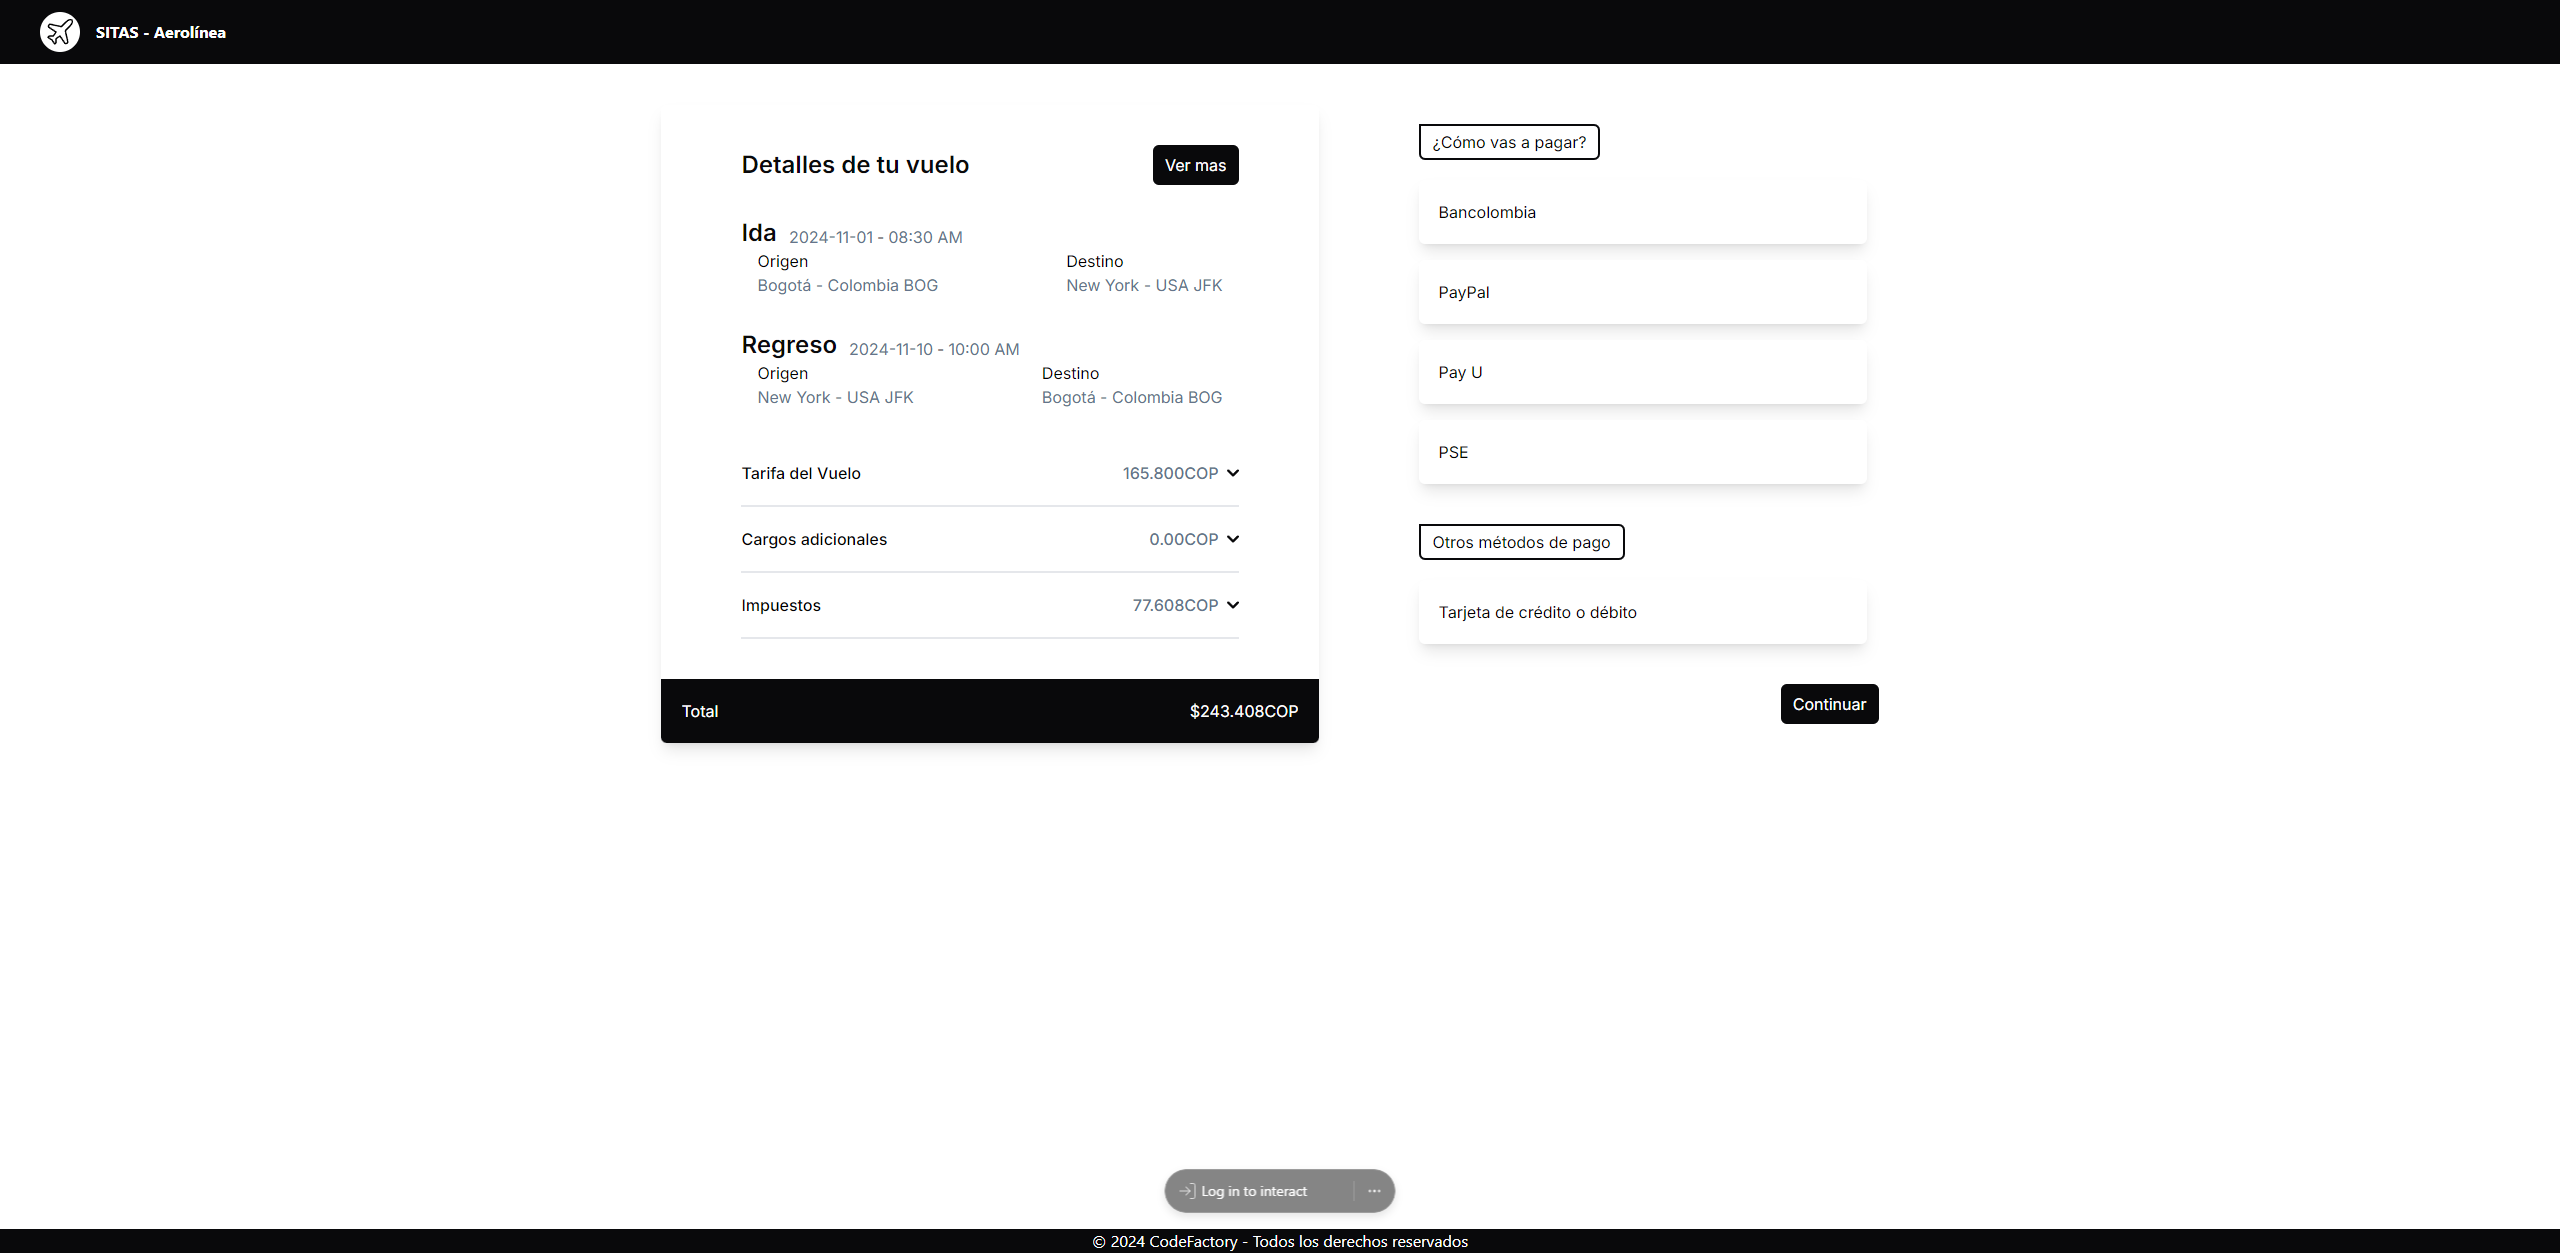 SITAS - Aerolínea
Detalles de tu vuelo
Ver mas
Ida 2024-11-01 - 08:30 AM
Origen Destino
Bogotá - Colombia BOG New York - USA JFK
Regreso 2024-11-10 - 10:00 AM
Origen Destino
New York - USA JFK Bogotá - Colombia BOG
Tarifa del Vuelo 165.800COP
Cargos adicionales 0.00COP
Impuestos 77.608COP
Total $243.408COP
¿Cómo vas a pagar?
Bancolombia
PayPal
Pay U
PSE
Otros métodos de pago
Tarjeta de crédito o débito
Continuar
Log in to interact
© 2024 CodeFactory - Todos los derechos reservados